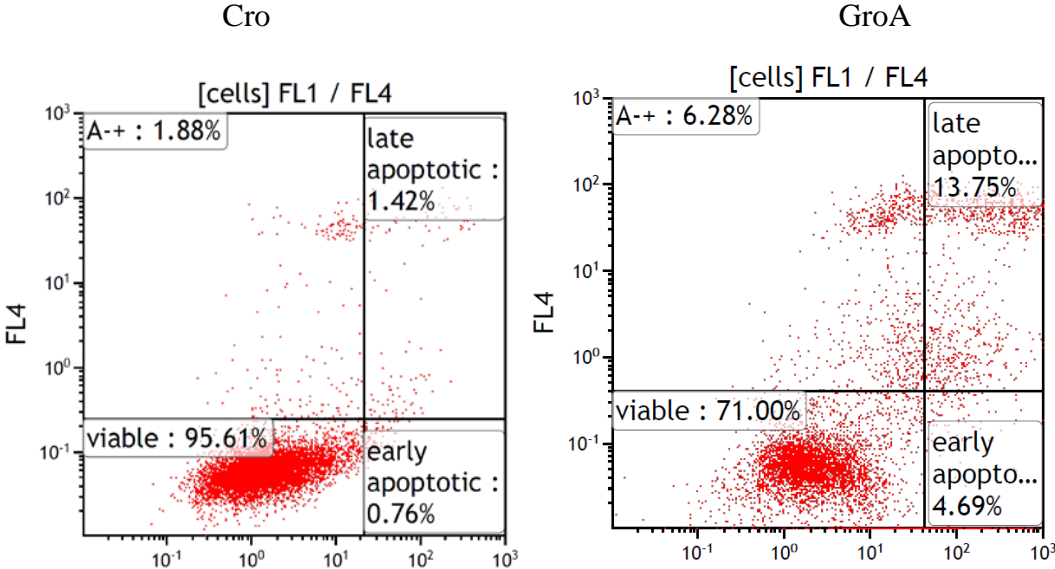 Cro
GroA
[cells] FL1 / FL4
10³
A-+ : 1.88%
late
apoptotic :
1.42%
10²
10¹
FL4
10⁰
viable : 95.61%
10⁻¹
early
apoptotic :
0.76%
10⁻¹ 10⁰ 10¹ 10² 10³
[cells] FL1 / FL4
10³
A-+ : 6.28%
late
apopto...
13.75%
10²
10¹
FL4
10⁰
viable : 71.00%
10⁻¹
early
apopto...
4.69%
10⁻¹ 10⁰ 10¹ 10² 10³